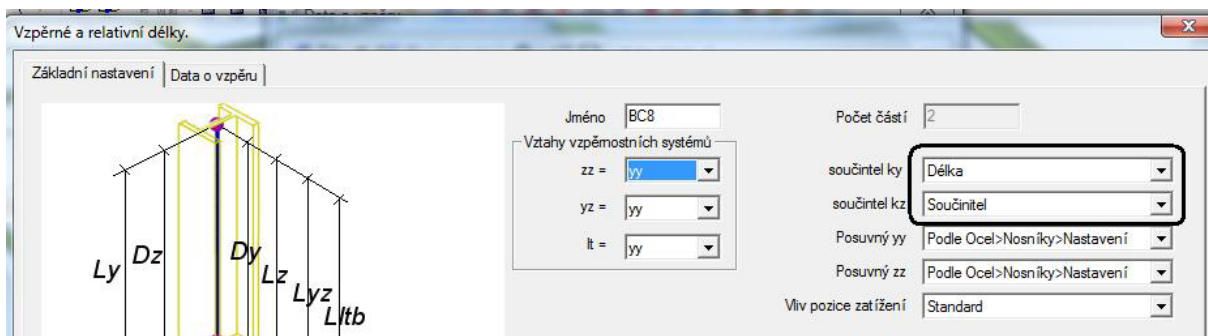 Vzpěrné a relativní délky.
Základní nastavení Data o vzpěru
Jméno BC8
Vztahy vzpěrnostních systémů
zz = yy
yz = yy
lt = yy
Počet částí 2
součintel ky Délka
součintel kz Součinitel
Posuvný yy Podle Ocel>Nosníky>Nastavení
Posuvný zz Podle Ocel>Nosníky>Nastavení
Vliv pozice zatížení Standard
Ly Dz Dy Lz Lyz Lltb